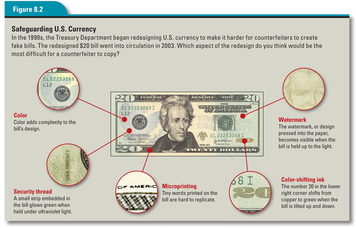 Figure 8.2
Safeguarding U.S. Currency
In the 1990s, the Treasury Department began redesigning U.S. currency to make it harder for counterfeiters to create
fake bills. The redesigned $20 bill went into circulation in 2003. Which aspect of the redesign do you think would be the
most difficult for a counterfeiter to copy?
Color
Color adds complexity to the
bill's design.
Security thread
A small strip embedded in
the bill glows green when
held under ultraviolet light.
Microprinting
Tiny words printed on
the bill are hard to replicate.
Watermark
The watermark, or design
pressed into the paper,
becomes visible when the
bill is held up to the light.
Color-shifting ink
The number 20 in the lower
right corner shifts from
copper to green when the
bill is tilted up and down.
TWENTY DOLLARS
OF AMERIC
20